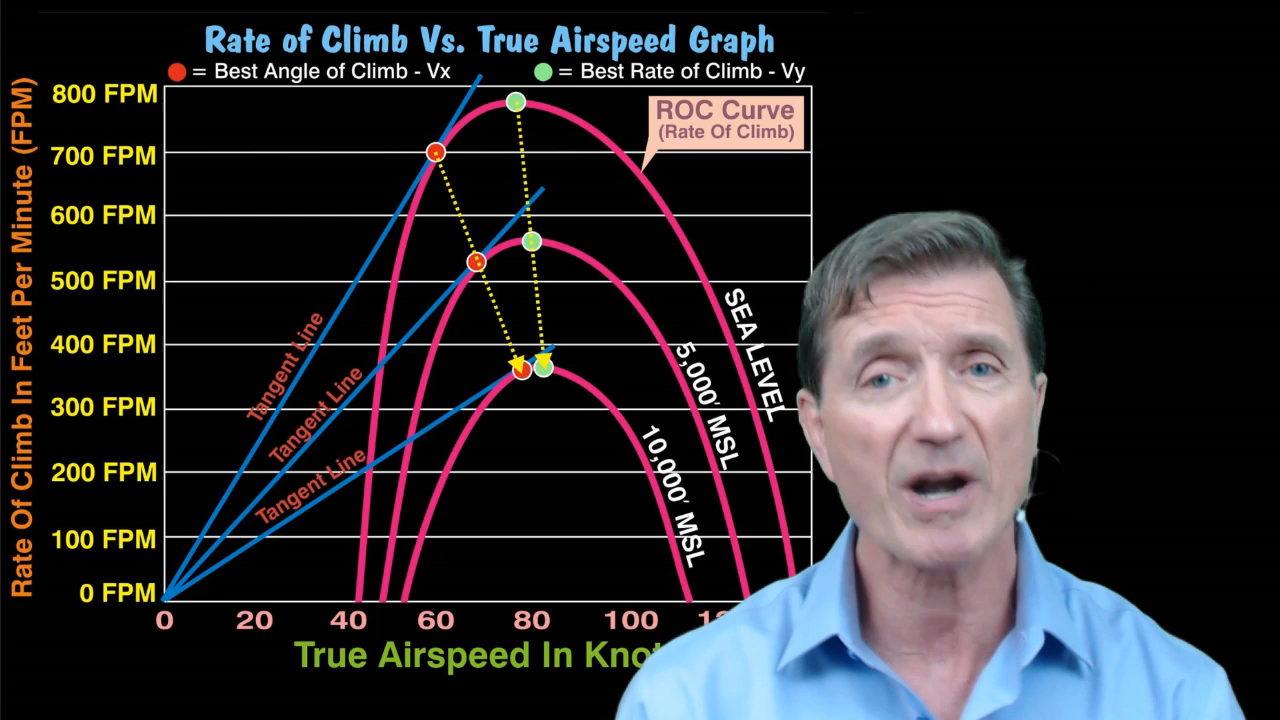 Rate of Climb Vs. True Airspeed Graph
= Best Angle of Climb - Vx
= Best Rate of Climb - Vy
Rate Of Climb In Feet Per Minute (FPM)
800 FPM
700 FPM
600 FPM
500 FPM
400 FPM
300 FPM
200 FPM
100 FPM
0 FPM
ROC Curve
(Rate Of Climb)
Tangent Line
Tangent Line
Tangent Line
SEA LEVEL
5,000' MSL
10,000' MSL
0 20 40 60 80 100
True Airspeed In